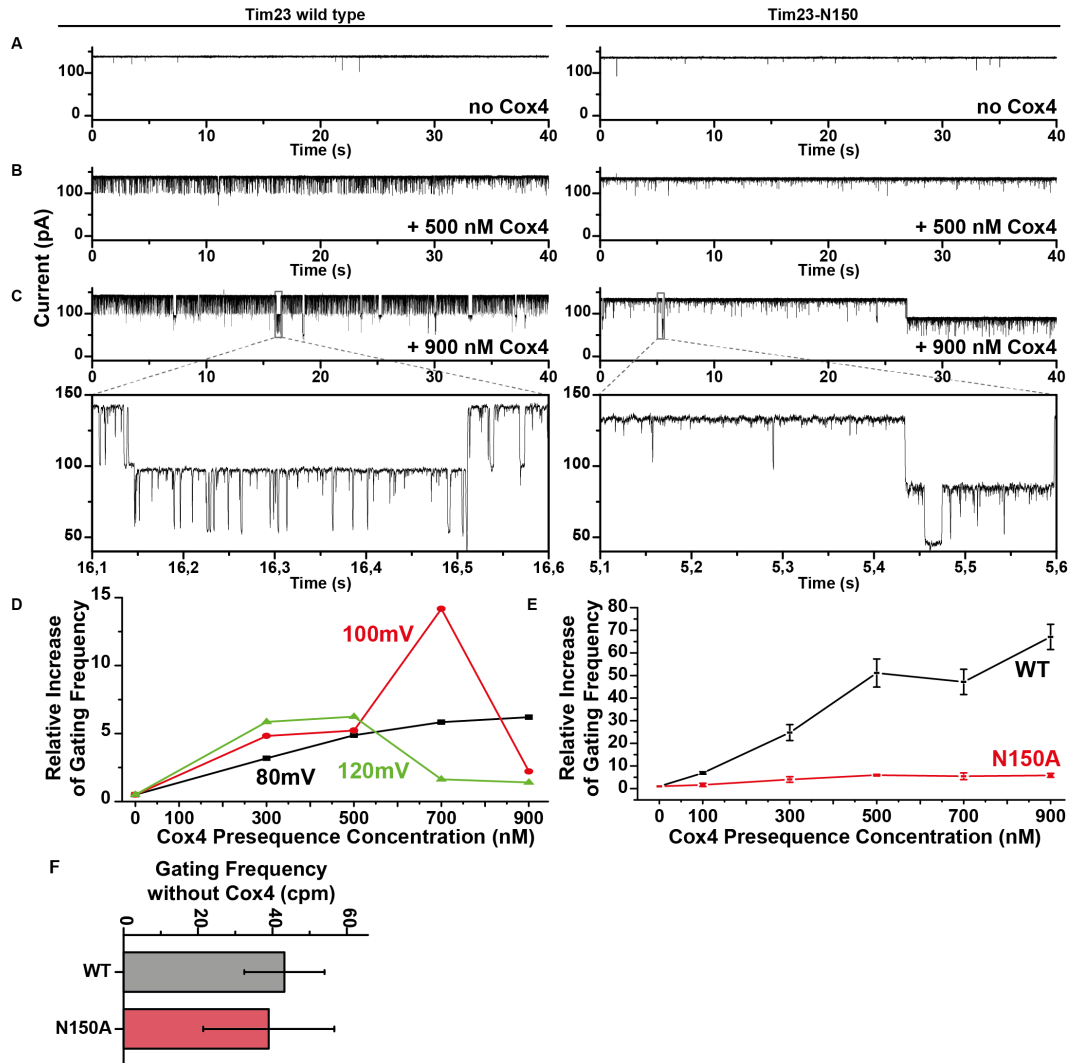 Tim23 wild type
Tim23-N150
A
100
0
no Cox4
0 10 20 30 40
Time (s)
100
0
no Cox4
0 10 20 30 40
Time (s)
B
100
0
+ 500 nM Cox4
0 10 20 30 40
Time (s)
100
0
+ 500 nM Cox4
0 10 20 30 40
Time (s)
Current (pA)
C
100
0
+ 900 nM Cox4
0 10 20 30 40
100
0
+ 900 nM Cox4
0 10 20 30 40
150
100
50
16,1 16,2 16,3 16,4 16,5 16,6
Time (s)
150
100
50
5,1 5,2 5,3 5,4 5,5 5,6
Time (s)
D
Relative Increase
of Gating Frequency
15
10
5
0
100mV
80mV
120mV
0 100 300 500 700 900
Cox4 Presequence Concentration (nM)
E
Relative Increase
of Gating Frequency
80
70
60
50
40
30
20
10
0
WT
N150A
0 100 300 500 700 900
Cox4 Presequence Concentration (nM)
F
Gating Frequency
without Cox4 (cpm)
0 20 40 60
WT
N150A